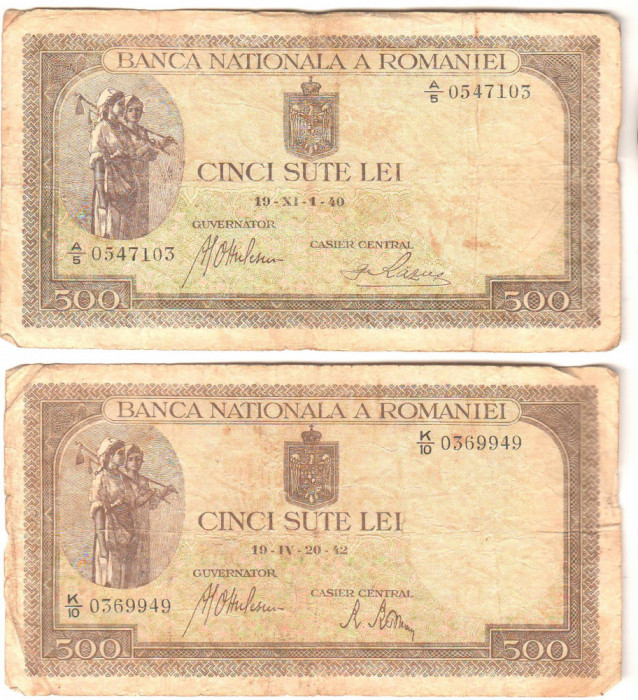 BANCA NATIONALA A ROMANIEI
A/5 0547103
CINCI SUTE LEI
19-XI-1-40
GUVERNATOR
CASIER CENTRAL
A/5 0547103
500
500
BANCA NATIONALA A ROMANIEI
K/10 0369949
CINCI SUTE LEI
19-IV-20-42
GUVERNATOR
CASIER CENTRAL
K/10 0369949
500
500